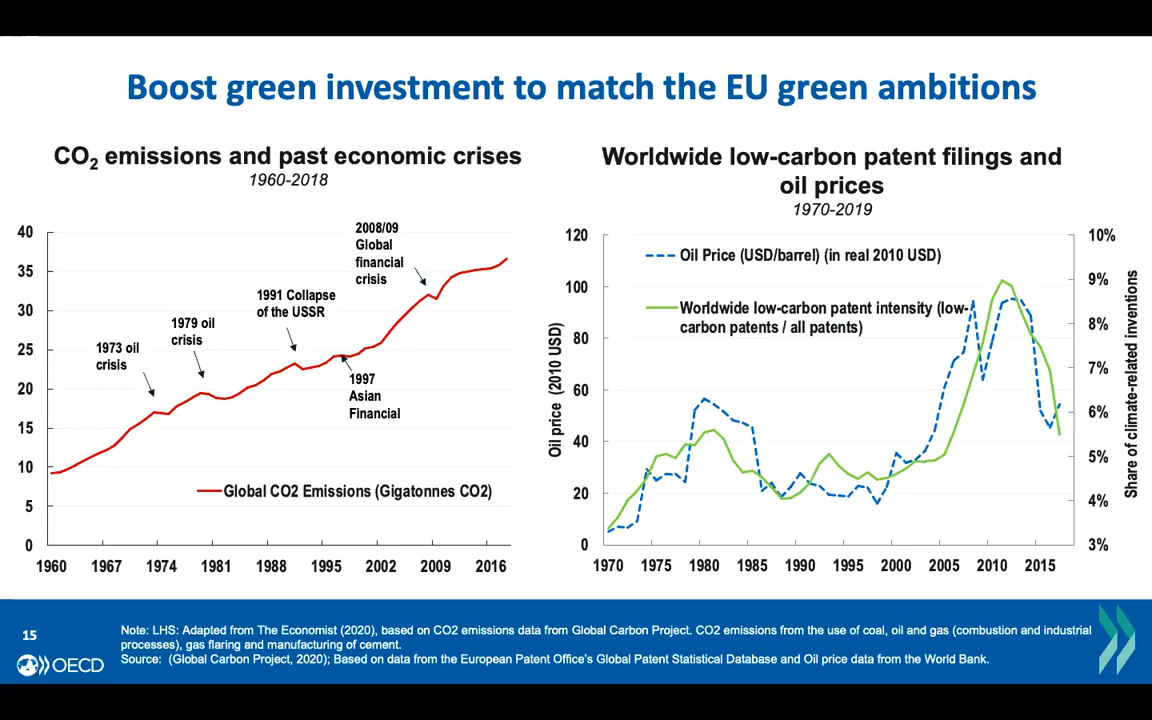 Boost green investment to match the EU green ambitions
CO2 emissions and past economic crises
1960-2018
40
35
30
25
20
15
10
5
0
1960 1967 1974 1981 1988 1995 2002 2009 2016
1973 oil
crisis
1979 oil
crisis
1991 Collapse
of the USSR
1997
Asian
Financial
2008/09
Global
financial
crisis
Global CO2 Emissions (Gigatonnes CO2)
Worldwide low-carbon patent filings and
oil prices
1970-2019
Oil price (2010 USD)
120
100
80
60
40
20
0
Oil Price (USD/barrel) (in real 2010 USD)
Worldwide low-carbon patent intensity (low-
carbon patents / all patents)
10%
9%
8%
7%
6%
5%
4%
3%
Share of climate-related inventions
1970 1975 1980 1985 1990 1995 2000 2005 2010 2015
15
OECD
Note: LHS: Adapted from The Economist (2020), based on CO2 emissions data from Global Carbon Project. CO2 emissions from the use of coal, oil and gas (combustion and industrial
processes), gas flaring and manufacturing of cement.
Source: (Global Carbon Project, 2020); Based on data from the European Patent Office's Global Patent Statistical Database and Oil price data from the World Bank.